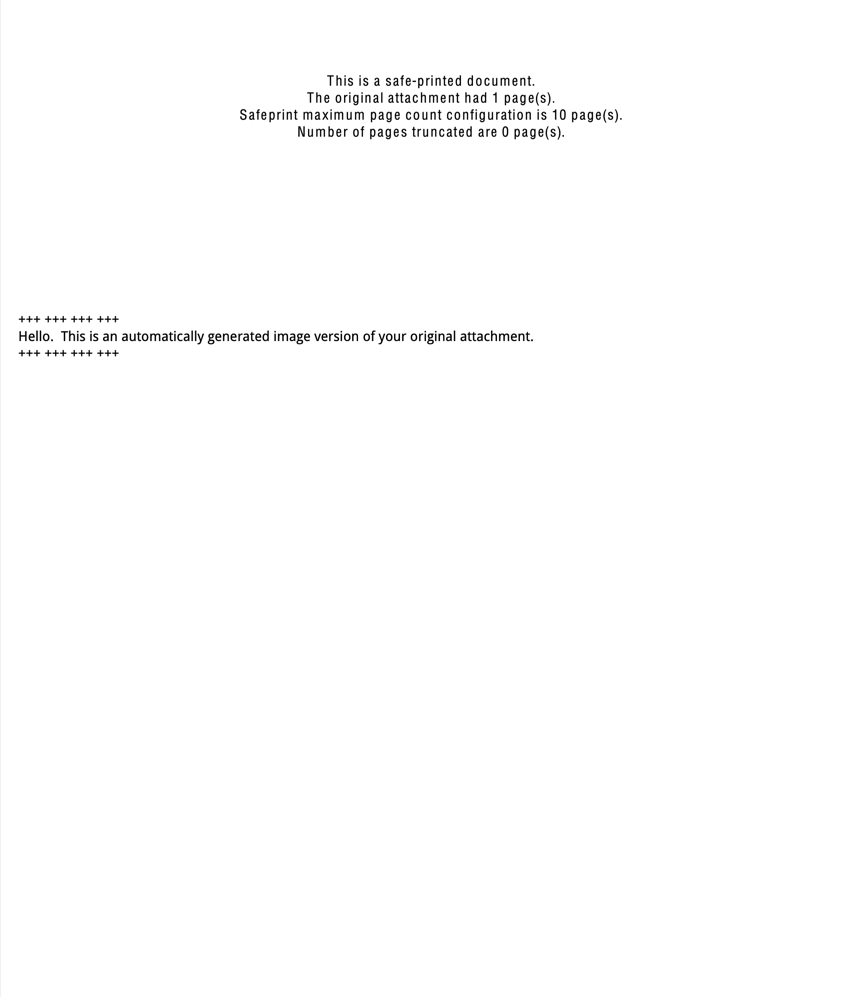 This is a safe-printed document.
The original attachment had 1 page(s).
Safeprint maximum page count configuration is 10 page(s).
Number of pages truncated are 0 page(s).
+++ +++ +++ +++
Hello.  This is an automatically generated image version of your original attachment.
+++ +++ +++ +++